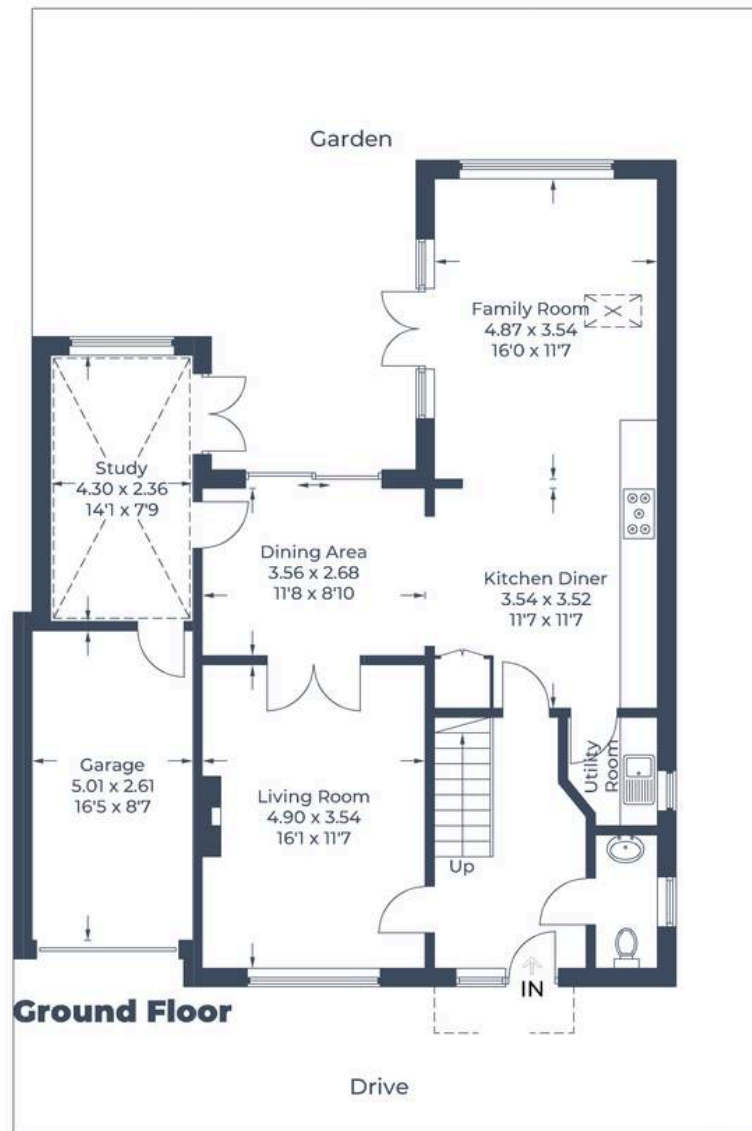 Garden
Family Room
4.87 x 3.54
16'0 x 11'7
Study
4.30 x 2.36
14'1 x 7'9
Dining Area
3.56 x 2.68
11'8 x 8'10
Kitchen Diner
3.54 x 3.52
11'7 x 11'7
Garage
5.01 x 2.61
16'5 x 8'7
Living Room
4.90 x 3.54
16'1 x 11'7
Utility
Room
Up
IN
Ground Floor
Drive